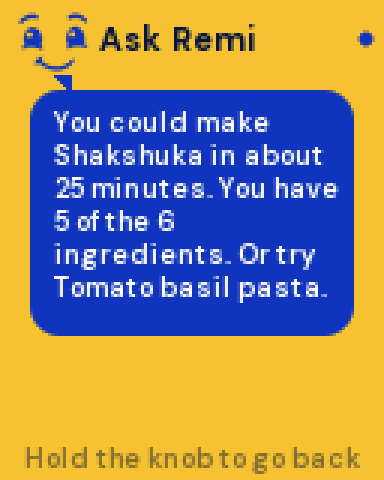 Ask Remi
You could make
Shakshuka in about
25 minutes. You have
5 of the 6
ingredients. Or try
Tomato basil pasta.
Hold the knob to go back